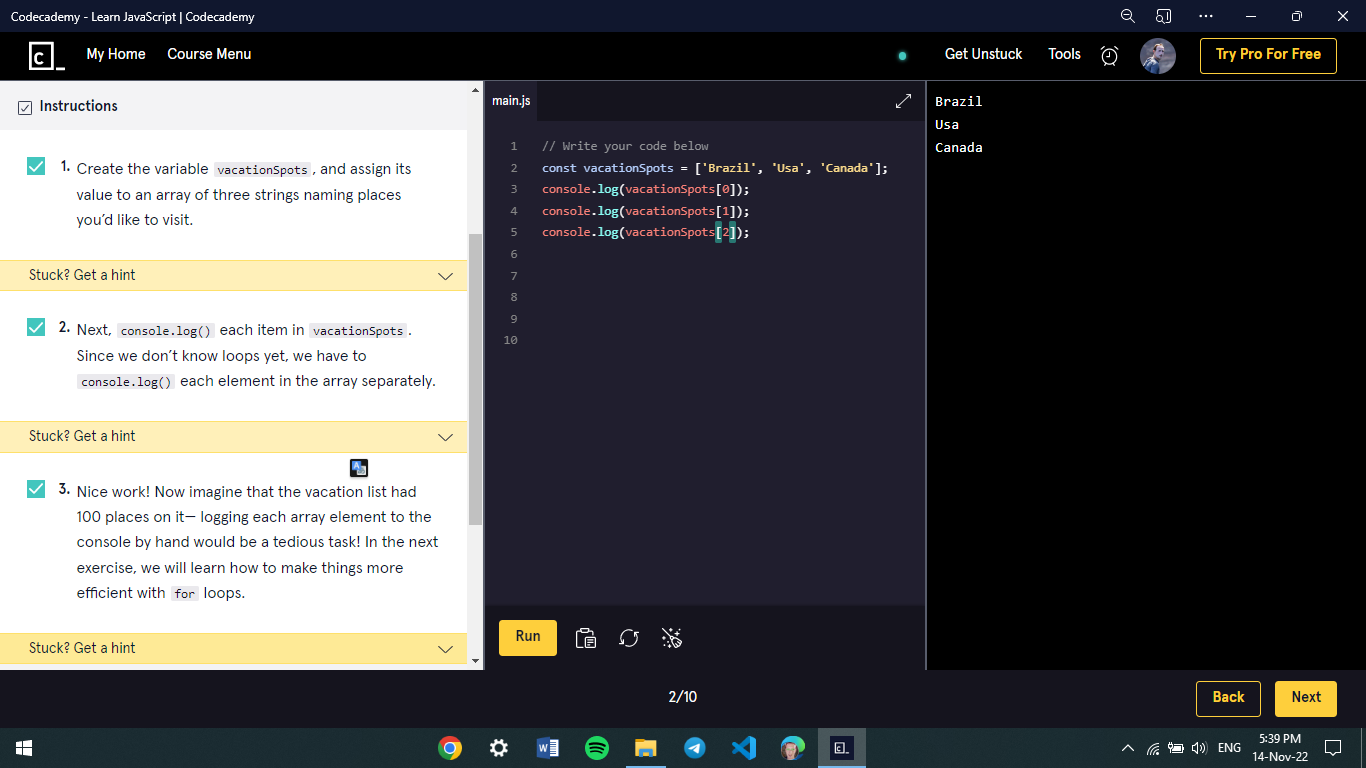 Codecademy - Learn JavaScript | Codecademy
My Home Course Menu Get Unstuck Tools Try Pro For Free
Instructions
1. Create the variable vacationSpots, and assign its
value to an array of three strings naming places
you’d like to visit.
Stuck? Get a hint
2. Next, console.log() each item in vacationSpots.
Since we don’t know loops yet, we have to
console.log() each element in the array separately.
Stuck? Get a hint
3. Nice work! Now imagine that the vacation list had
100 places on it— logging each array element to the
console by hand would be a tedious task! In the next
exercise, we will learn how to make things more
efficient with for loops.
Stuck? Get a hint
main.js
1 // Write your code below
2 const vacationSpots = ['Brazil', 'Usa', 'Canada'];
3 console.log(vacationSpots[0]);
4 console.log(vacationSpots[1]);
5 console.log(vacationSpots[2]);
6
7
8
9
10
Run
Brazil
Usa
Canada
2/10
Back Next
ENG
5:39 PM
14-Nov-22